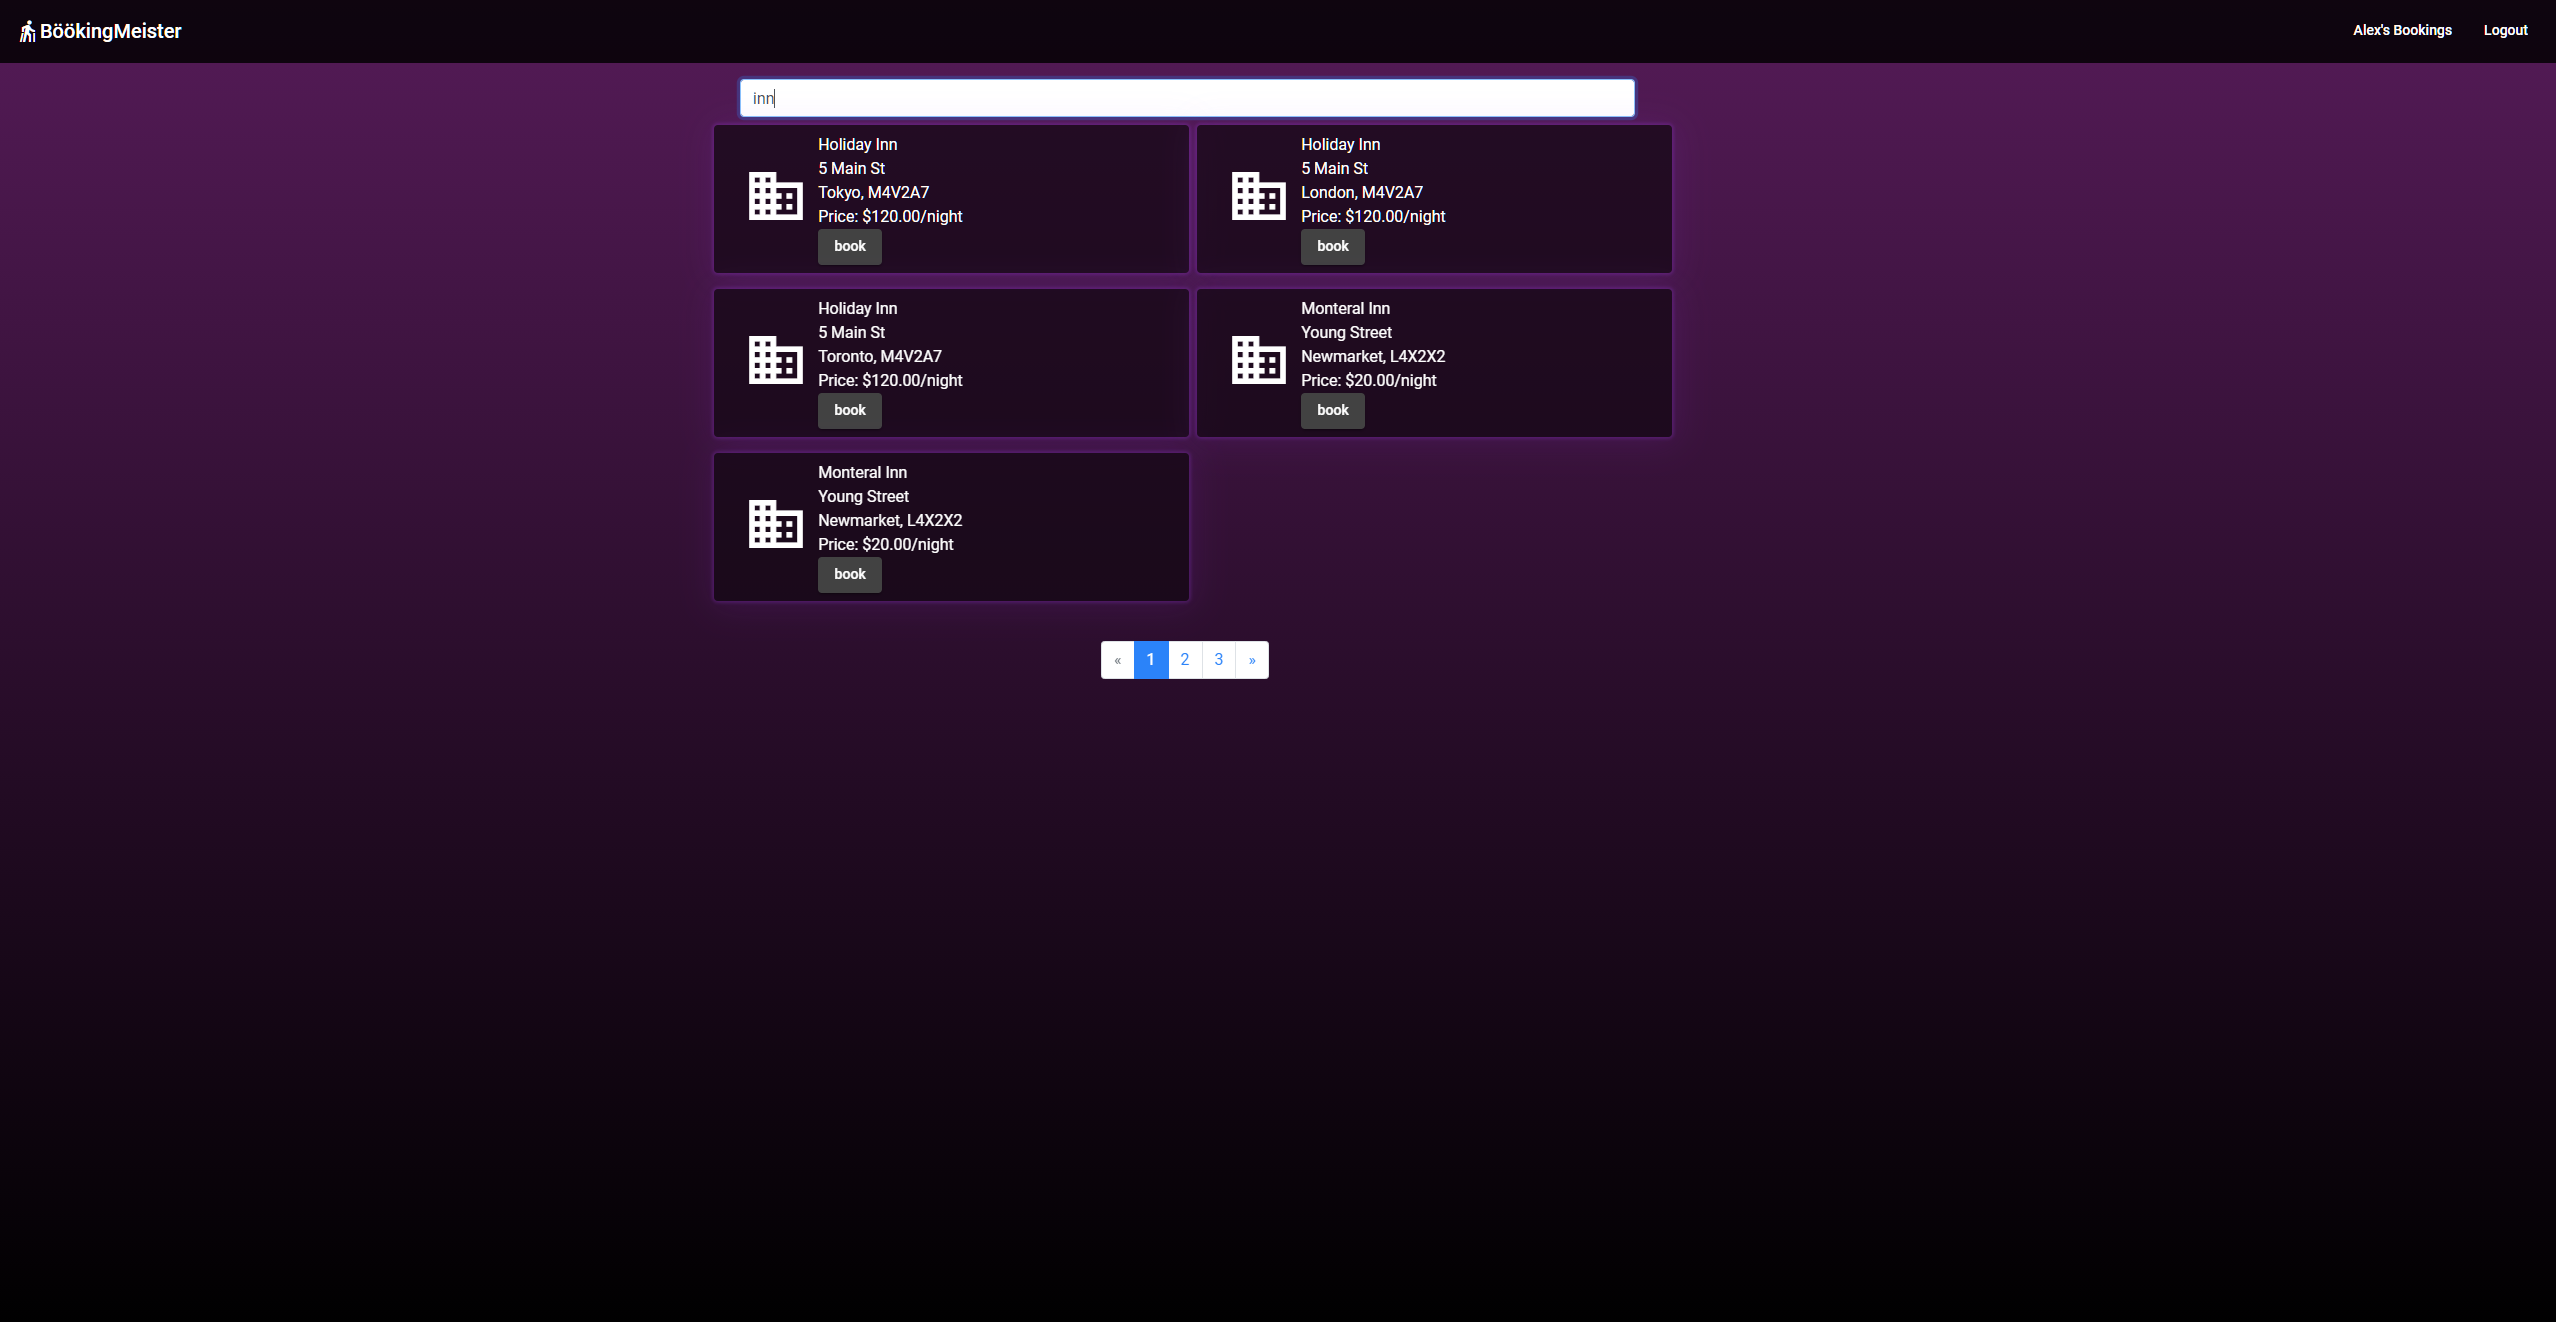 BöökingMeister
Alex's Bookings
Logout
inn
Holiday Inn
5 Main St
Tokyo, M4V2A7
Price: $120.00/night
book
Holiday Inn
5 Main St
London, M4V2A7
Price: $120.00/night
book
Holiday Inn
5 Main St
Toronto, M4V2A7
Price: $120.00/night
book
Monteral Inn
Young Street
Newmarket, L4X2X2
Price: $20.00/night
book
Monteral Inn
Young Street
Newmarket, L4X2X2
Price: $20.00/night
book
« 1 2 3 »